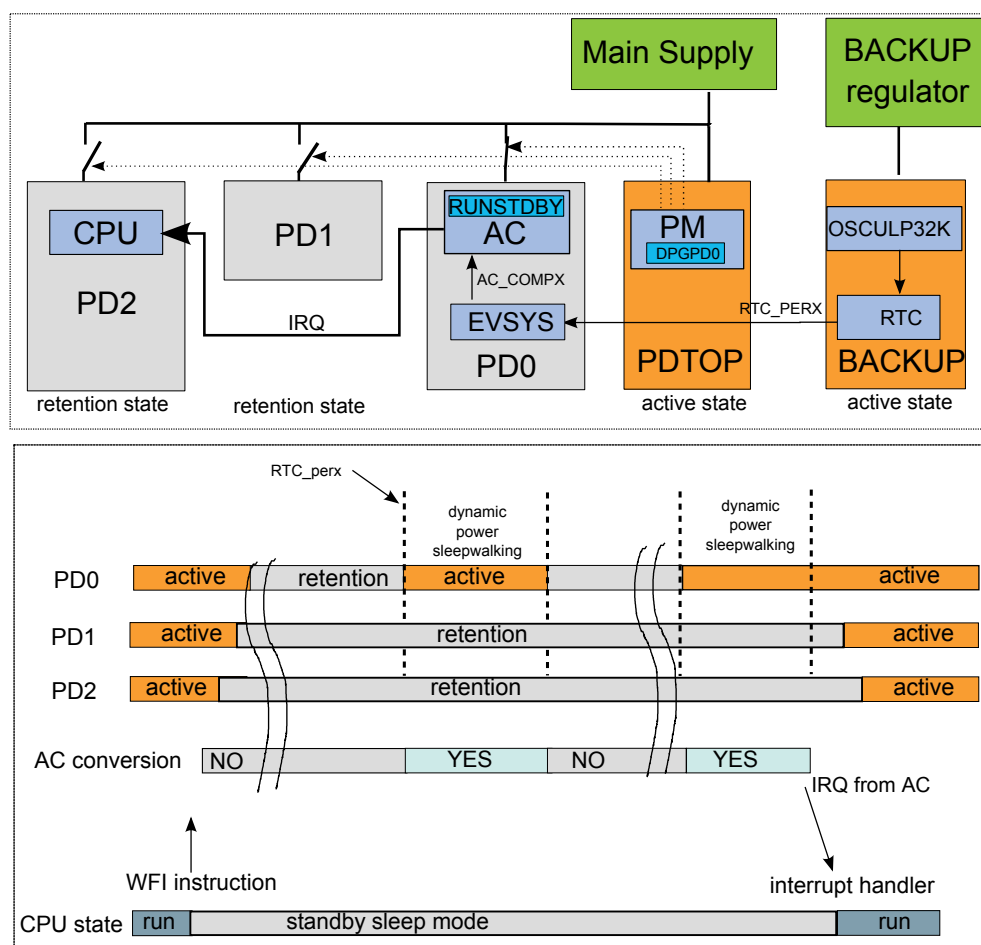 Main Supply
BACKUP
regulator
RUNSTDBY
CPU
AC
PM
OSCULP32K
PD1
DPGPD0
AC_COMPX
PD2
IRQ
EVSYS
RTC_PERX
RTC
PD0
PDTOP
BACKUP
retention state
retention state
active state
active state
RTC_perx
dynamic
power
sleepwalking
dynamic
power
sleepwalking
PD0
active
retention
active
active
PD1
active
retention
active
PD2
active
retention
active
AC conversion
NO
YES
NO
YES
IRQ from AC
WFI instruction
interrupt handler
CPU state
run
standby sleep mode
run